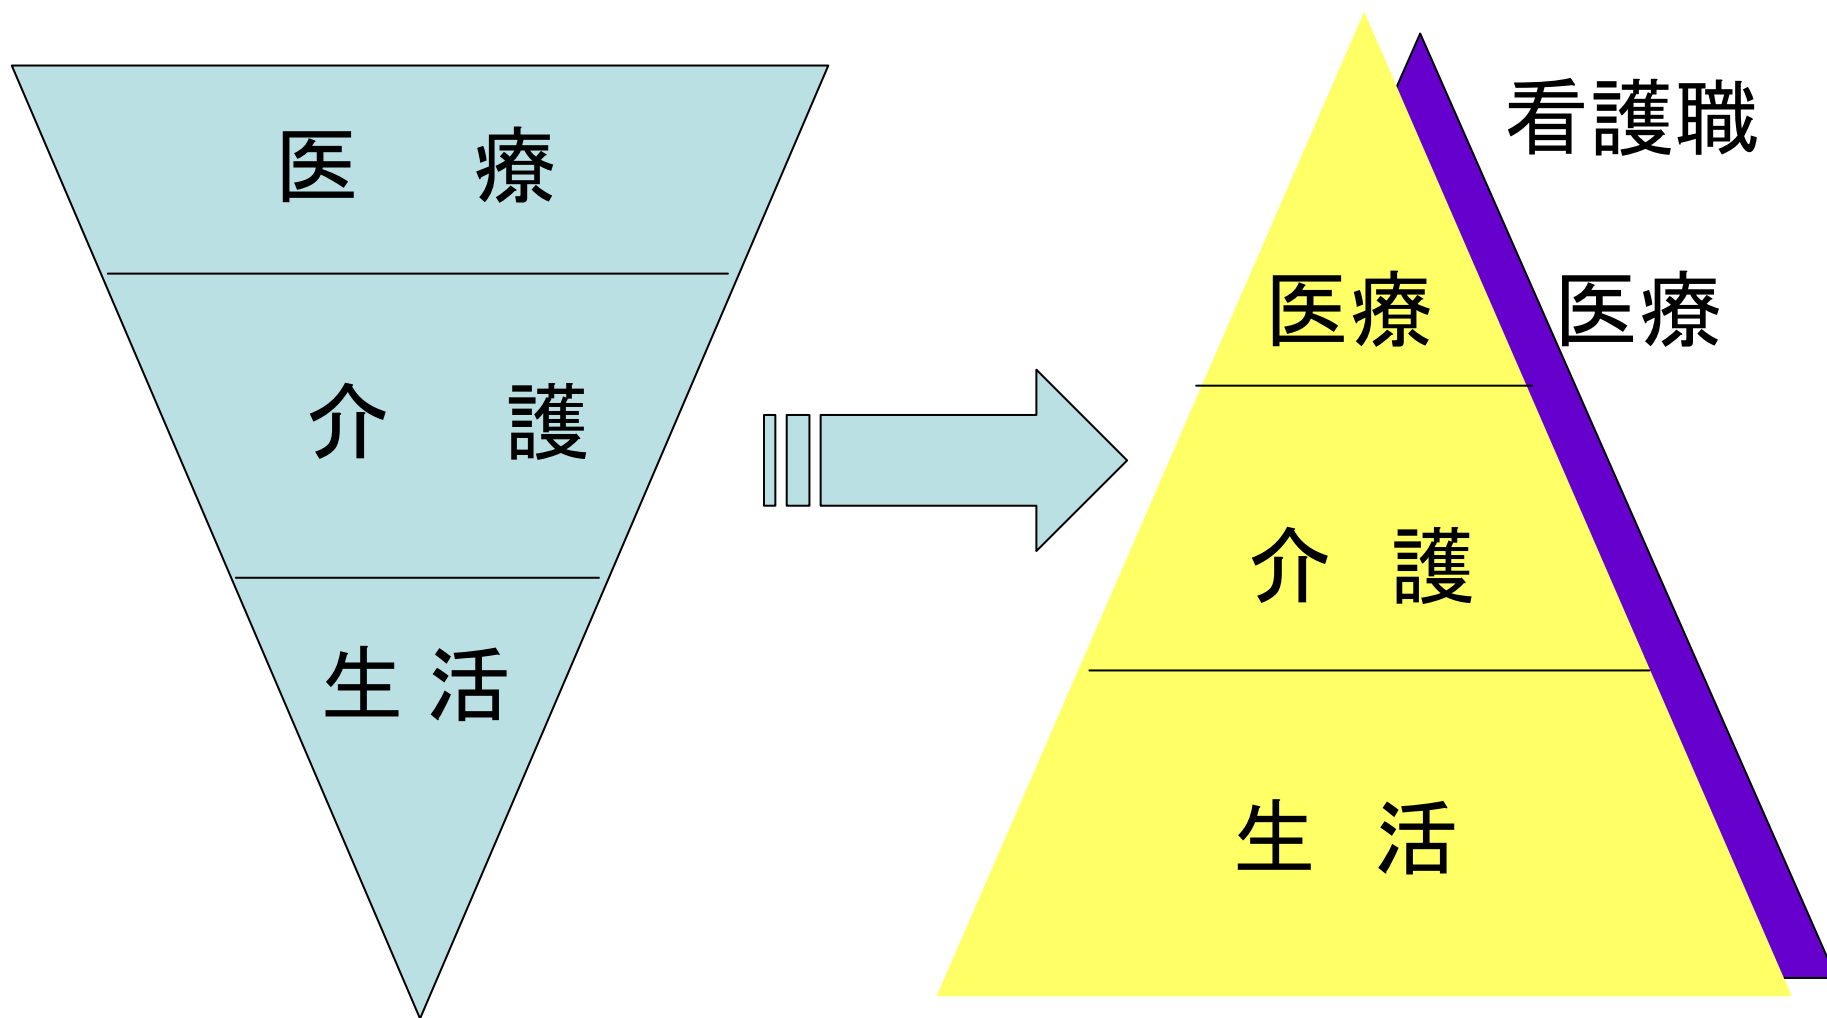 医 療
介 護
生 活
看護職
医療 医療
介 護
生 活